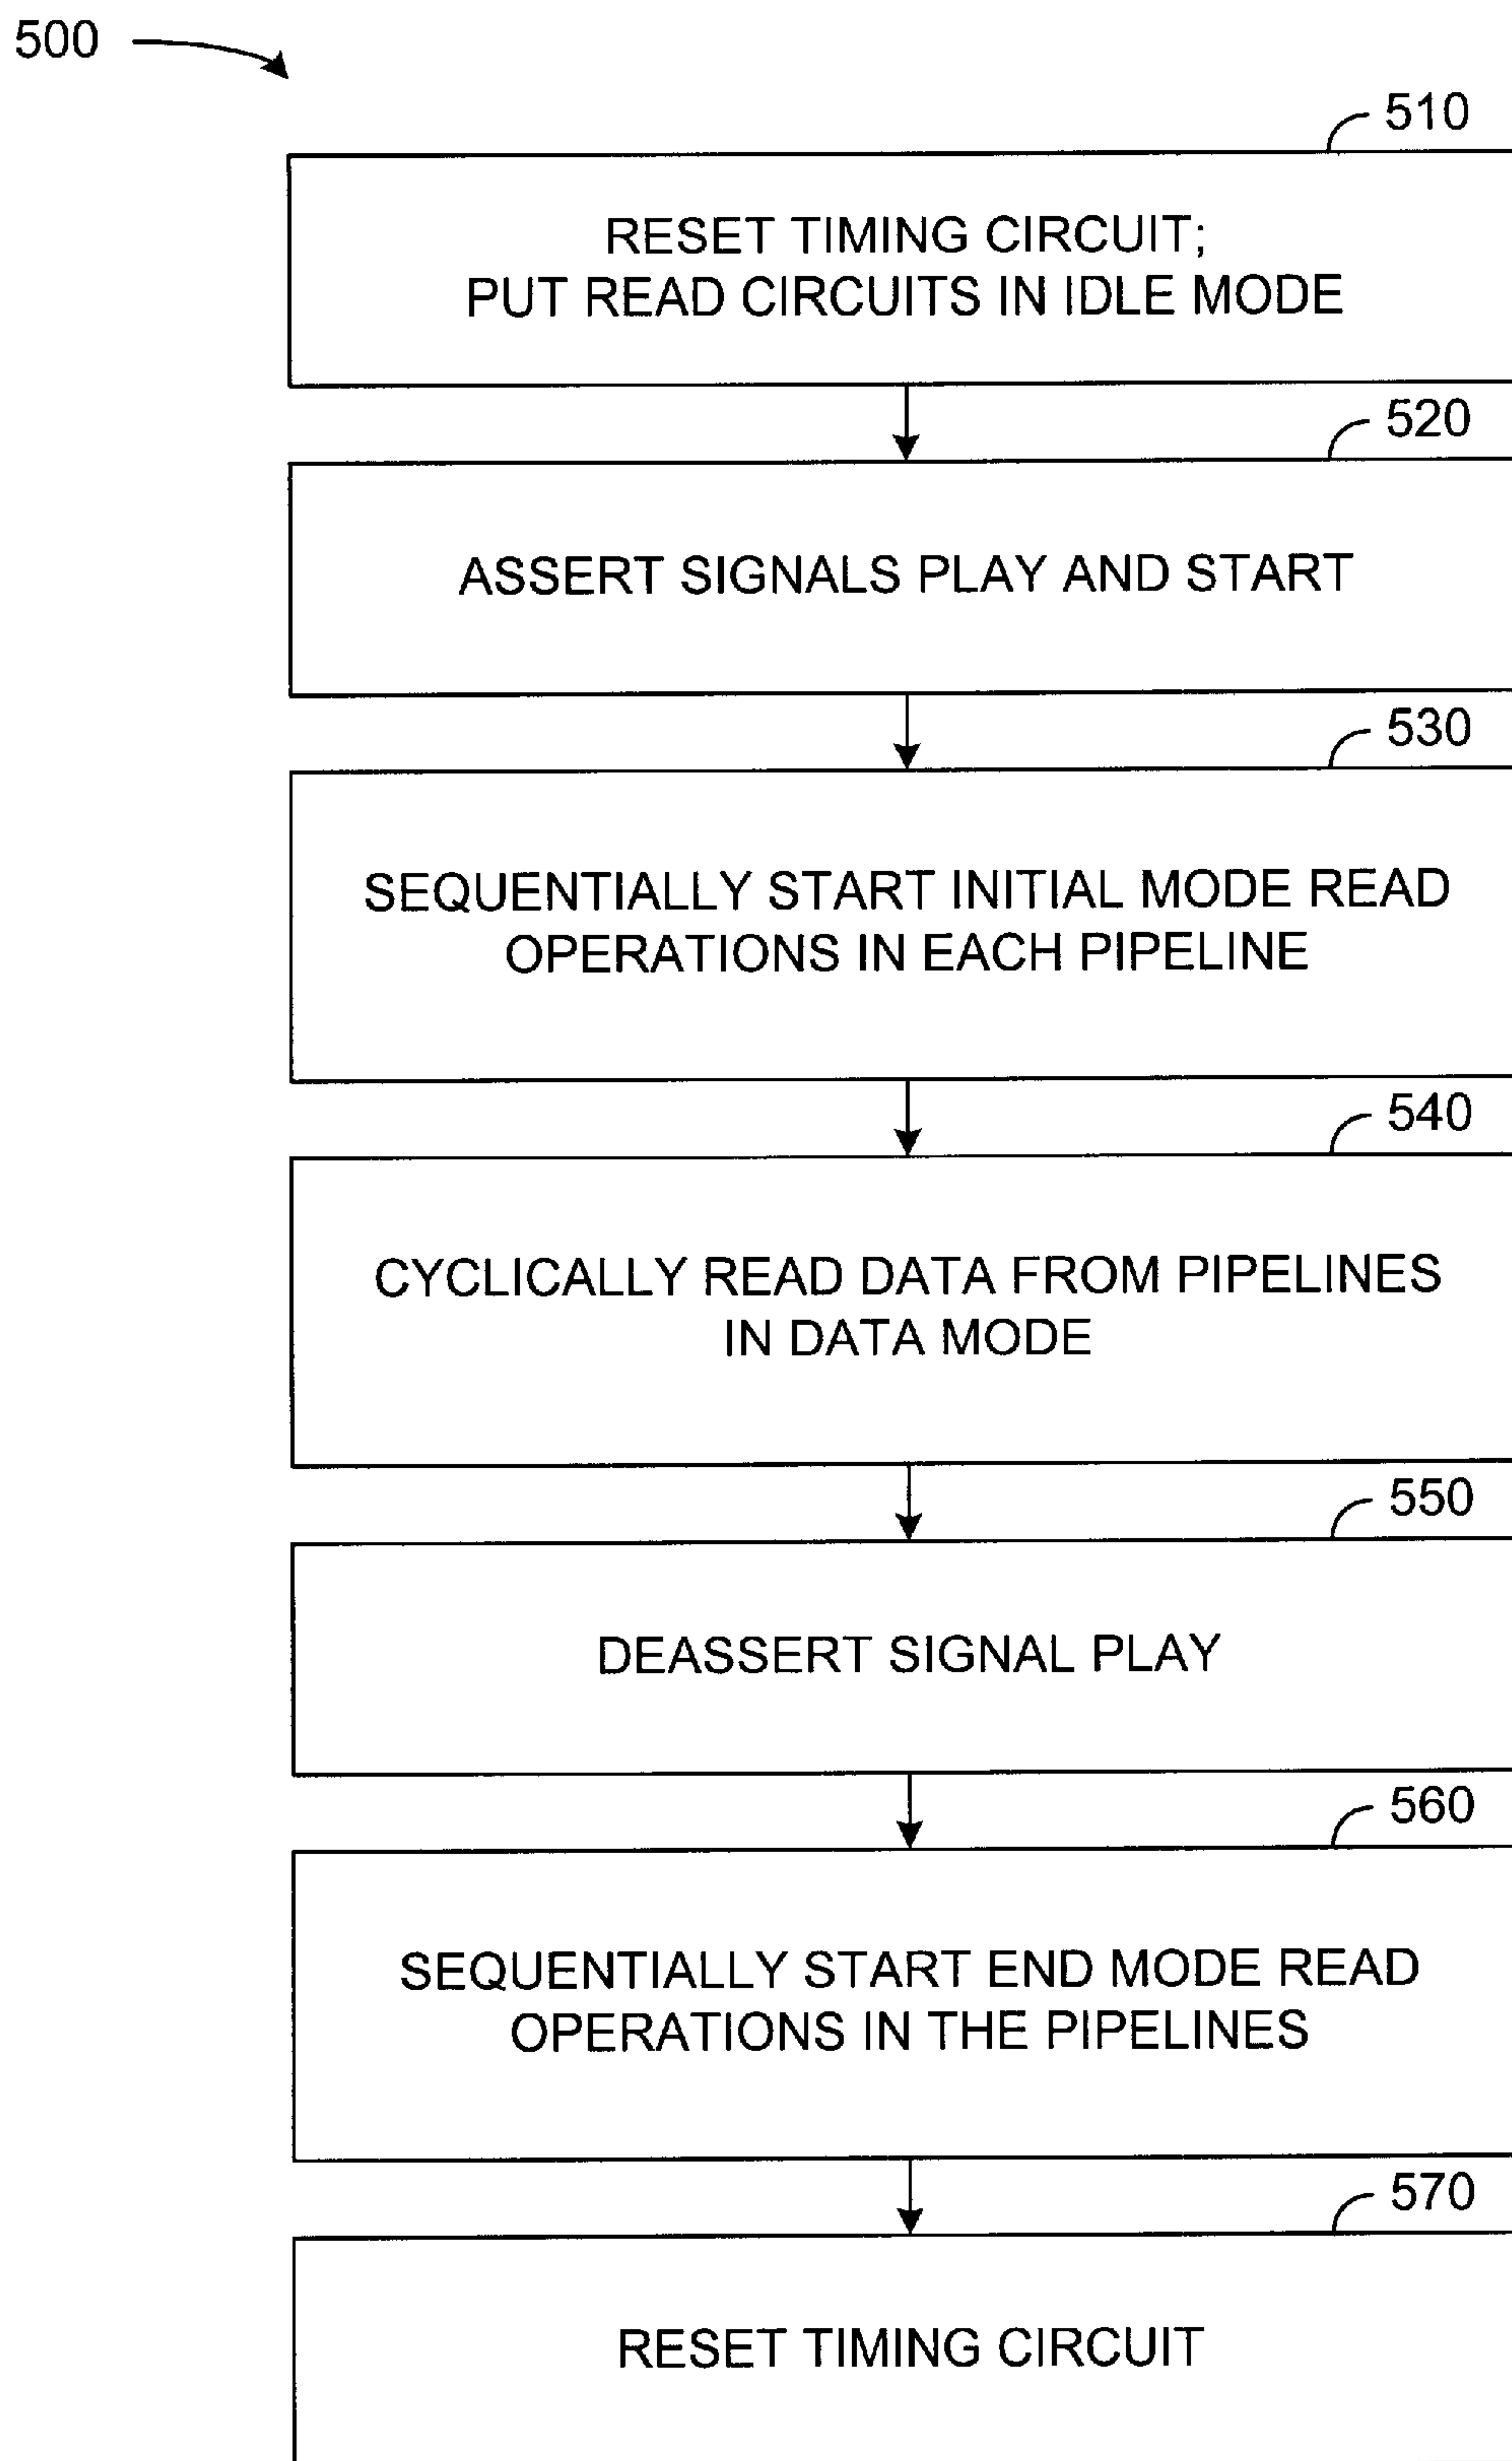 500
510
RESET TIMING CIRCUIT;
PUT READ CIRCUITS IN IDLE MODE
520
ASSERT SIGNALS PLAY AND START
530
SEQUENTIALLY START INITIAL MODE READ
OPERATIONS IN EACH PIPELINE
540
CYCLICALLY READ DATA FROM PIPELINES
IN DATA MODE
550
DEASSERT SIGNAL PLAY
560
SEQUENTIALLY START END MODE READ
OPERATIONS IN THE PIPELINES
570
RESET TIMING CIRCUIT